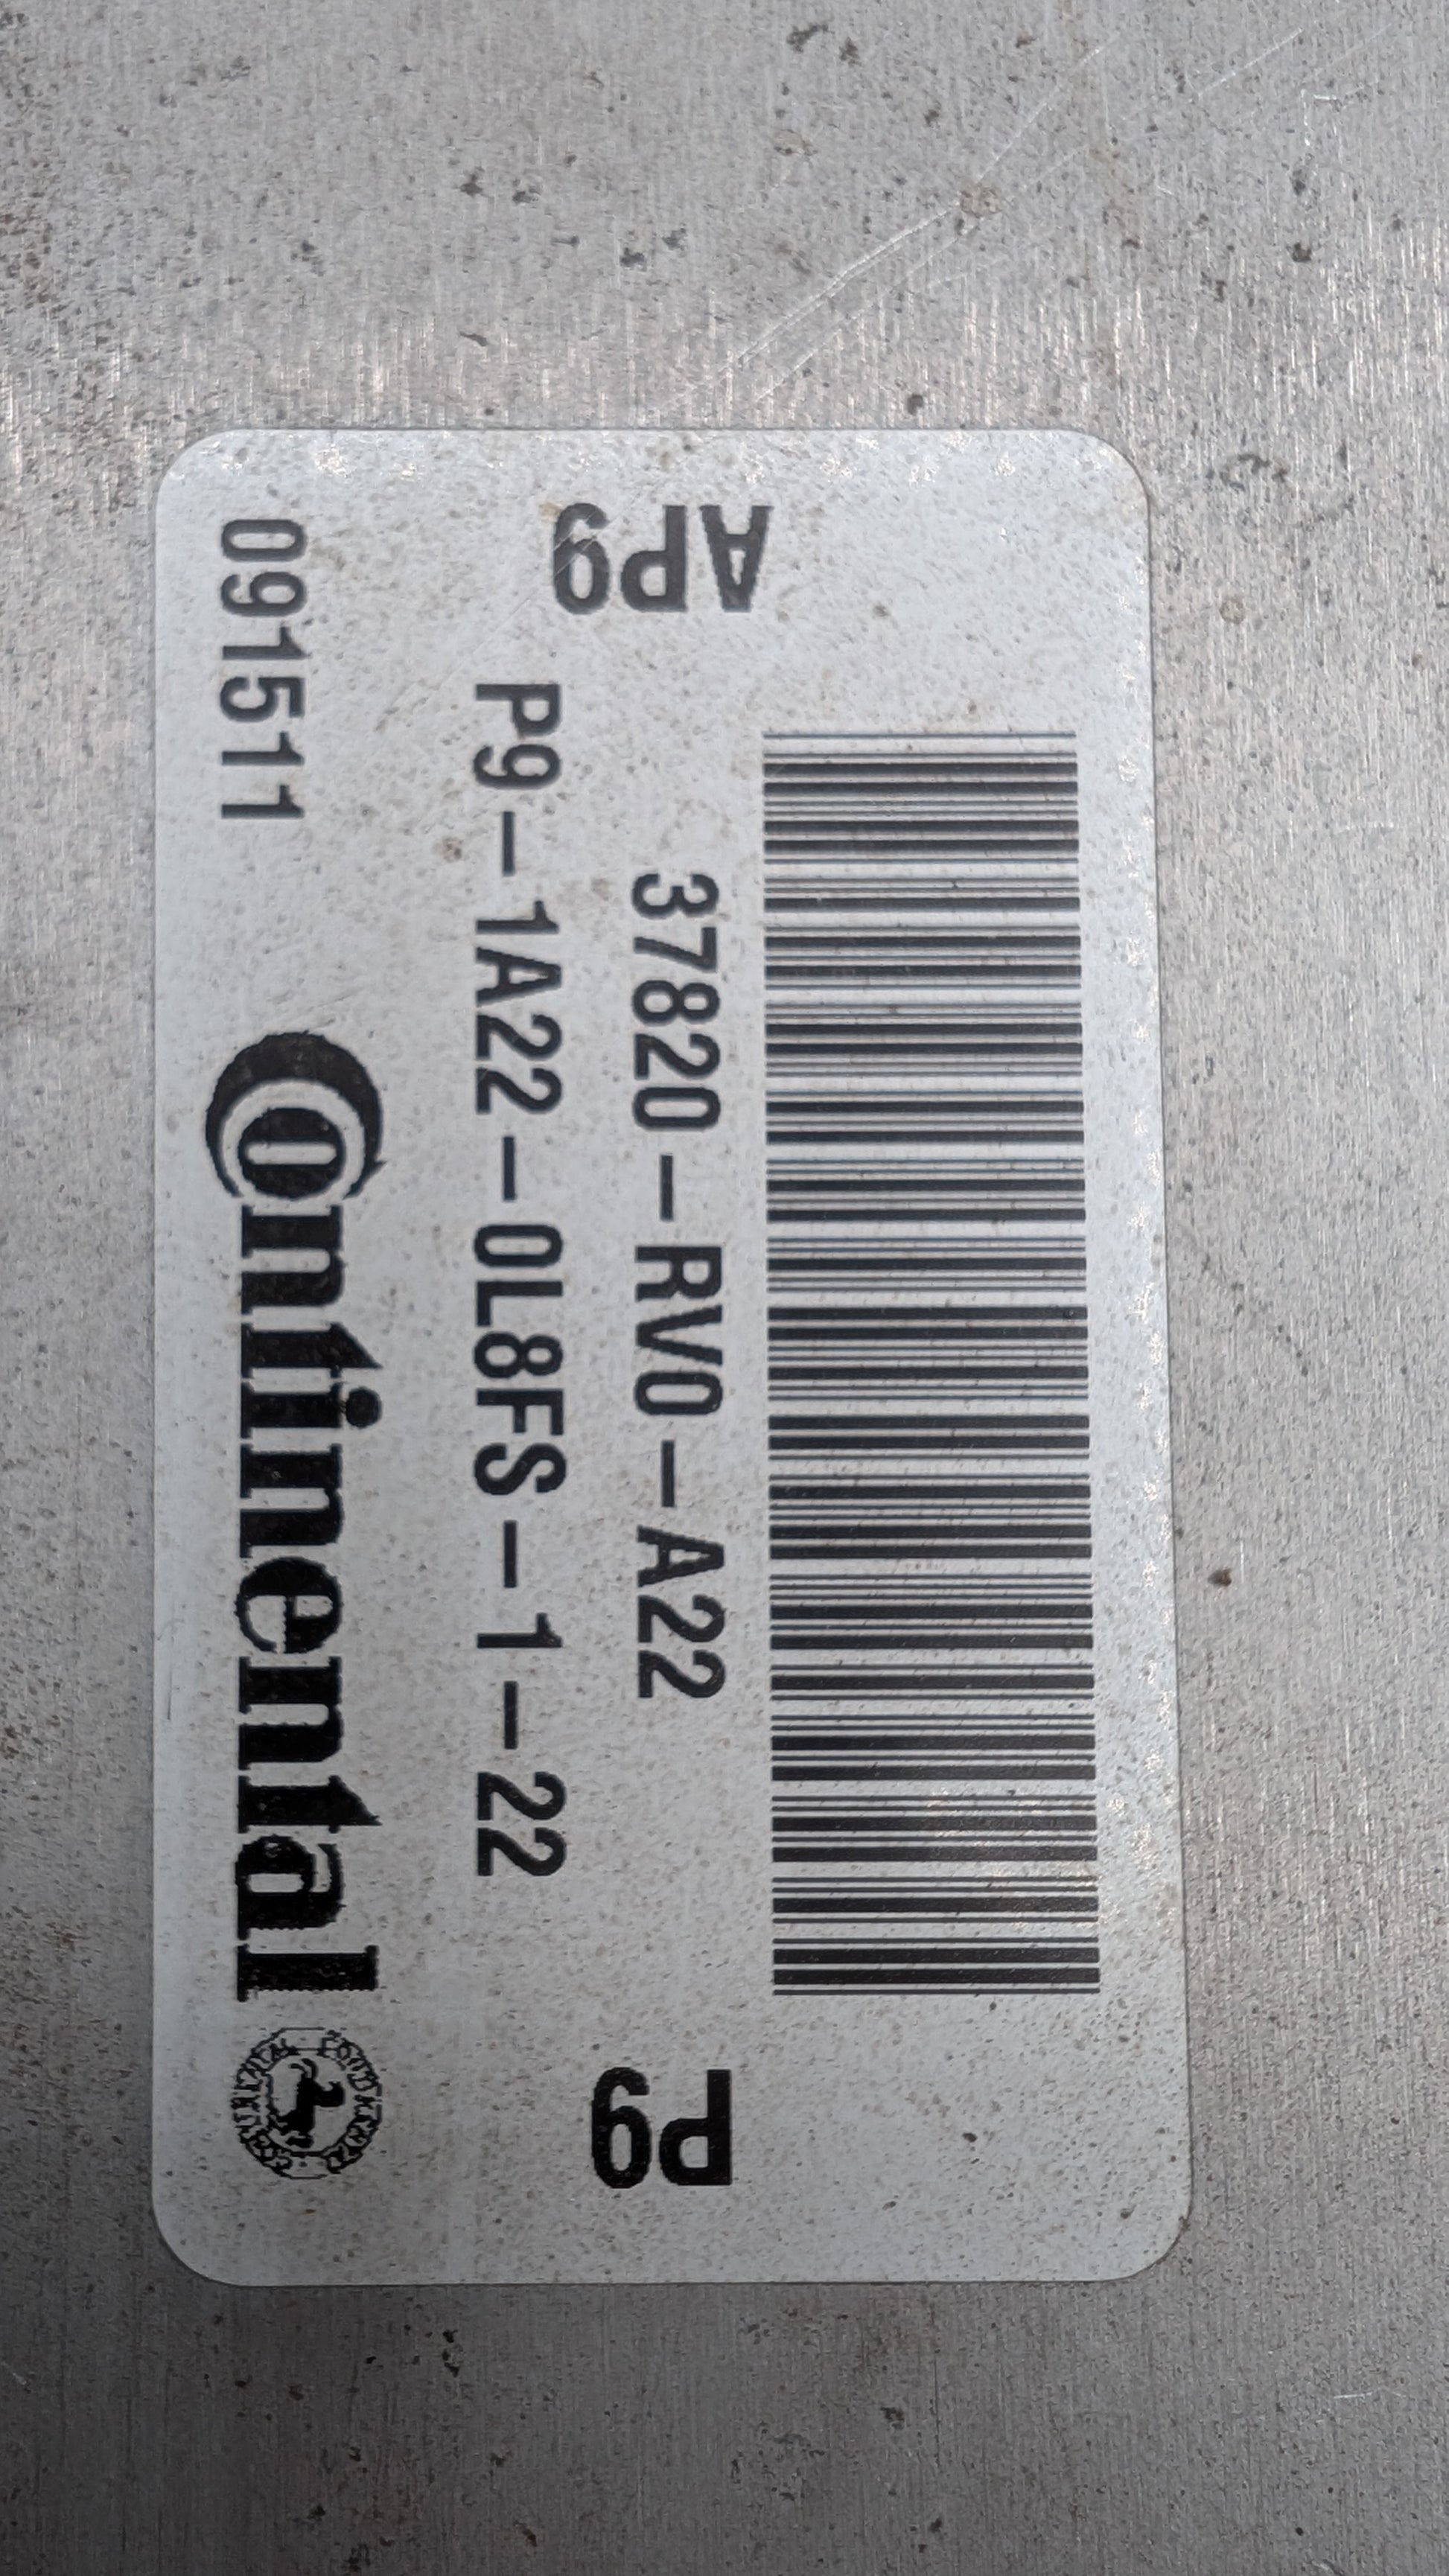 AP9
P9
37820-RV0-A22
P9-1A22-0L8FS-1-22
091511
Continental